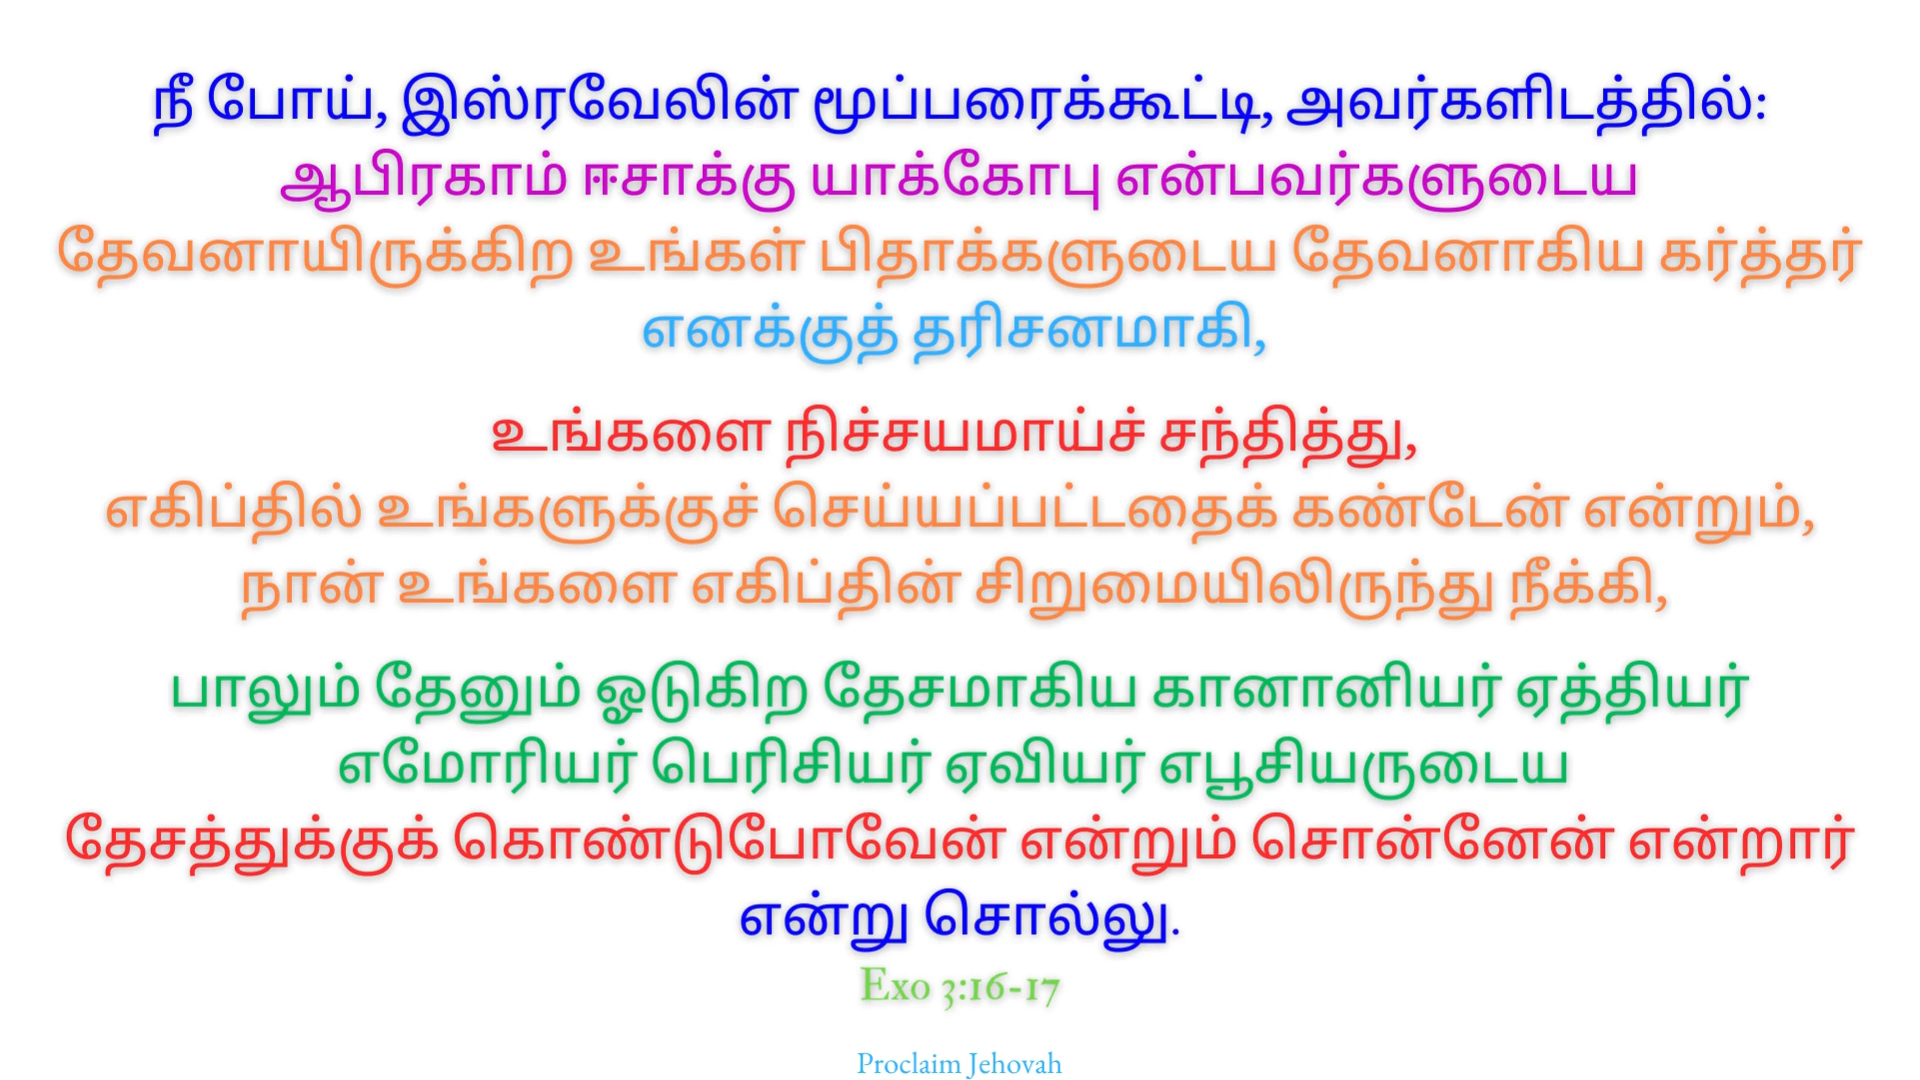 நீ போய், இஸ்ரவேலின் மூப்பரைக்கூட்டி, அவர்களிடத்தில்:
ஆபிரகாம் ஈசாக்கு யாக்கோபு என்பவர்களுடைய
தேவனாயிருக்கிற உங்கள் பிதாக்களுடைய தேவனாகிய கர்த்தர்
எனக்குத் தரிசனமாகி,
உங்களை நிச்சயமாய்ச் சந்தித்து,
எகிப்தில் உங்களுக்குச் செய்யப்பட்டதைக் கண்டேன் என்றும்,
நான் உங்களை எகிப்தின் சிறுமையிலிருந்து நீக்கி,
பாலும் தேனும் ஓடுகிற தேசமாகிய கானானியர் ஏத்தியர்
எமோரியர் பெரிசியர் ஏவியர் எபூசியருடைய
தேசத்துக்குக் கொண்டுபோவேன் என்றும் சொன்னேன் என்றார்
என்று சொல்லு.
Exo 3:16-17
Proclaim Jehovah